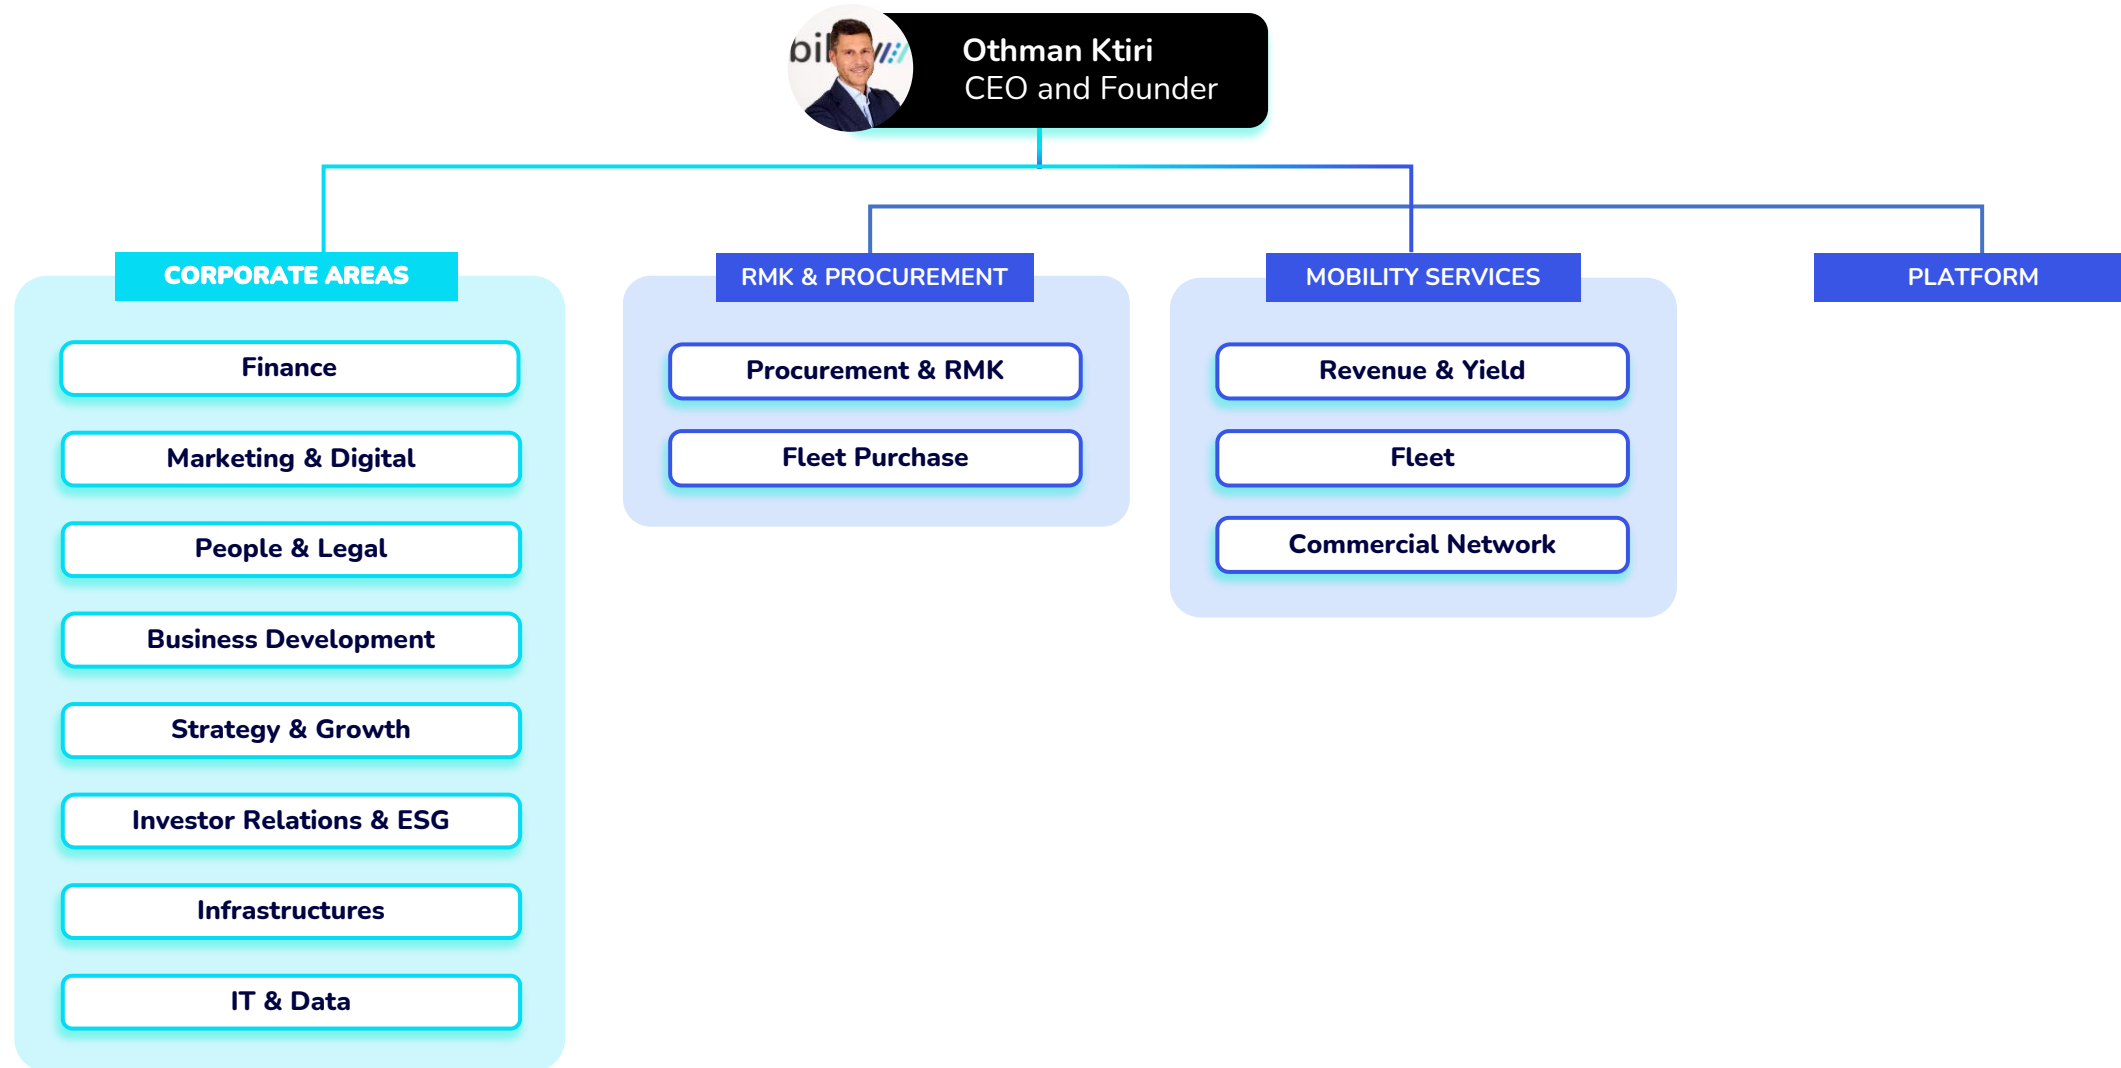 bil
Othman Ktiri
CEO and Founder
CORPORATE AREAS
RMK & PROCUREMENT
MOBILITY SERVICES
PLATFORM
Finance
Marketing & Digital
People & Legal
Business Development
Strategy & Growth
Investor Relations & ESG
Infrastructures
IT & Data
Procurement & RMK
Fleet Purchase
Revenue & Yield
Fleet
Commercial Network